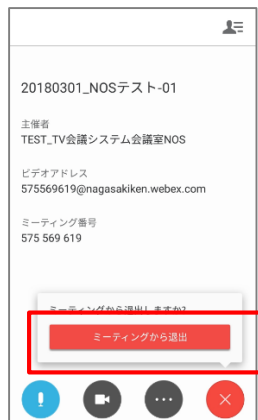 20180301_NOSテスト-01
主催者
TEST_TV会議システム会議室NOS
ビデオアドレス
575569619@nagasakiken.webex.com
ミーティング番号
575 569 619
ミーティングから退出しますか?
ミーティングから退出